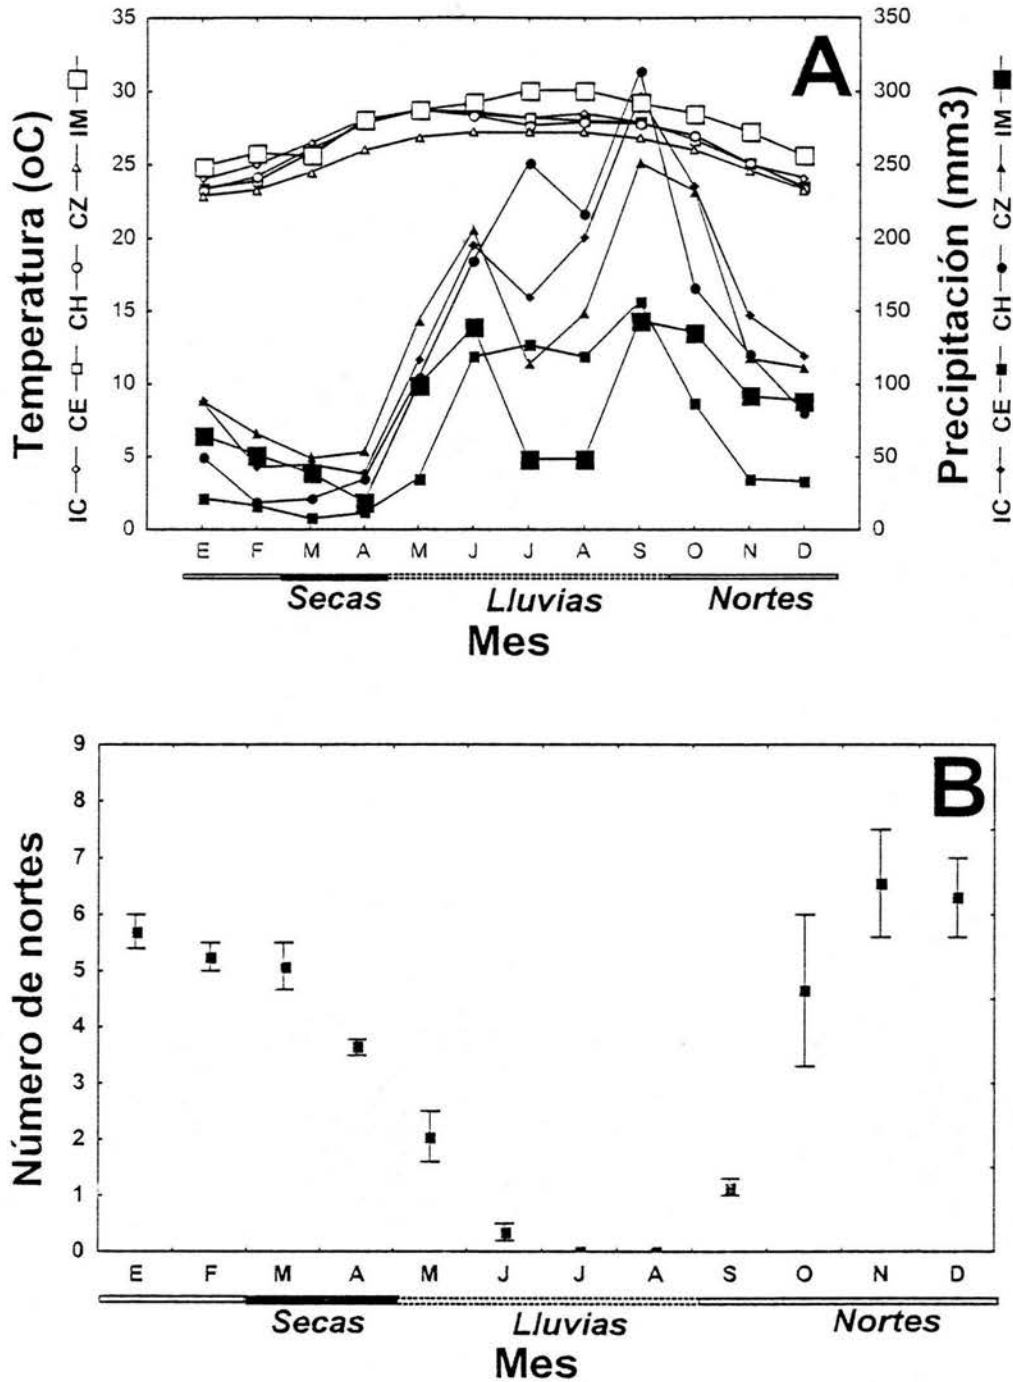 A
Temperatura (oC)
IC CE CH CZ IM
35
30
25
20
15
10
5
0
350
300
250
200
150
100
50
0
Precipitación (mm3)
IC CE CH CZ IM
E F M A M J J A S O N D
Secas Lluvias Nortes
Mes
B
Número de nortes
9
8
7
6
5
4
3
2
1
0
E F M A M J J A S O N D
Secas Lluvias Nortes
Mes